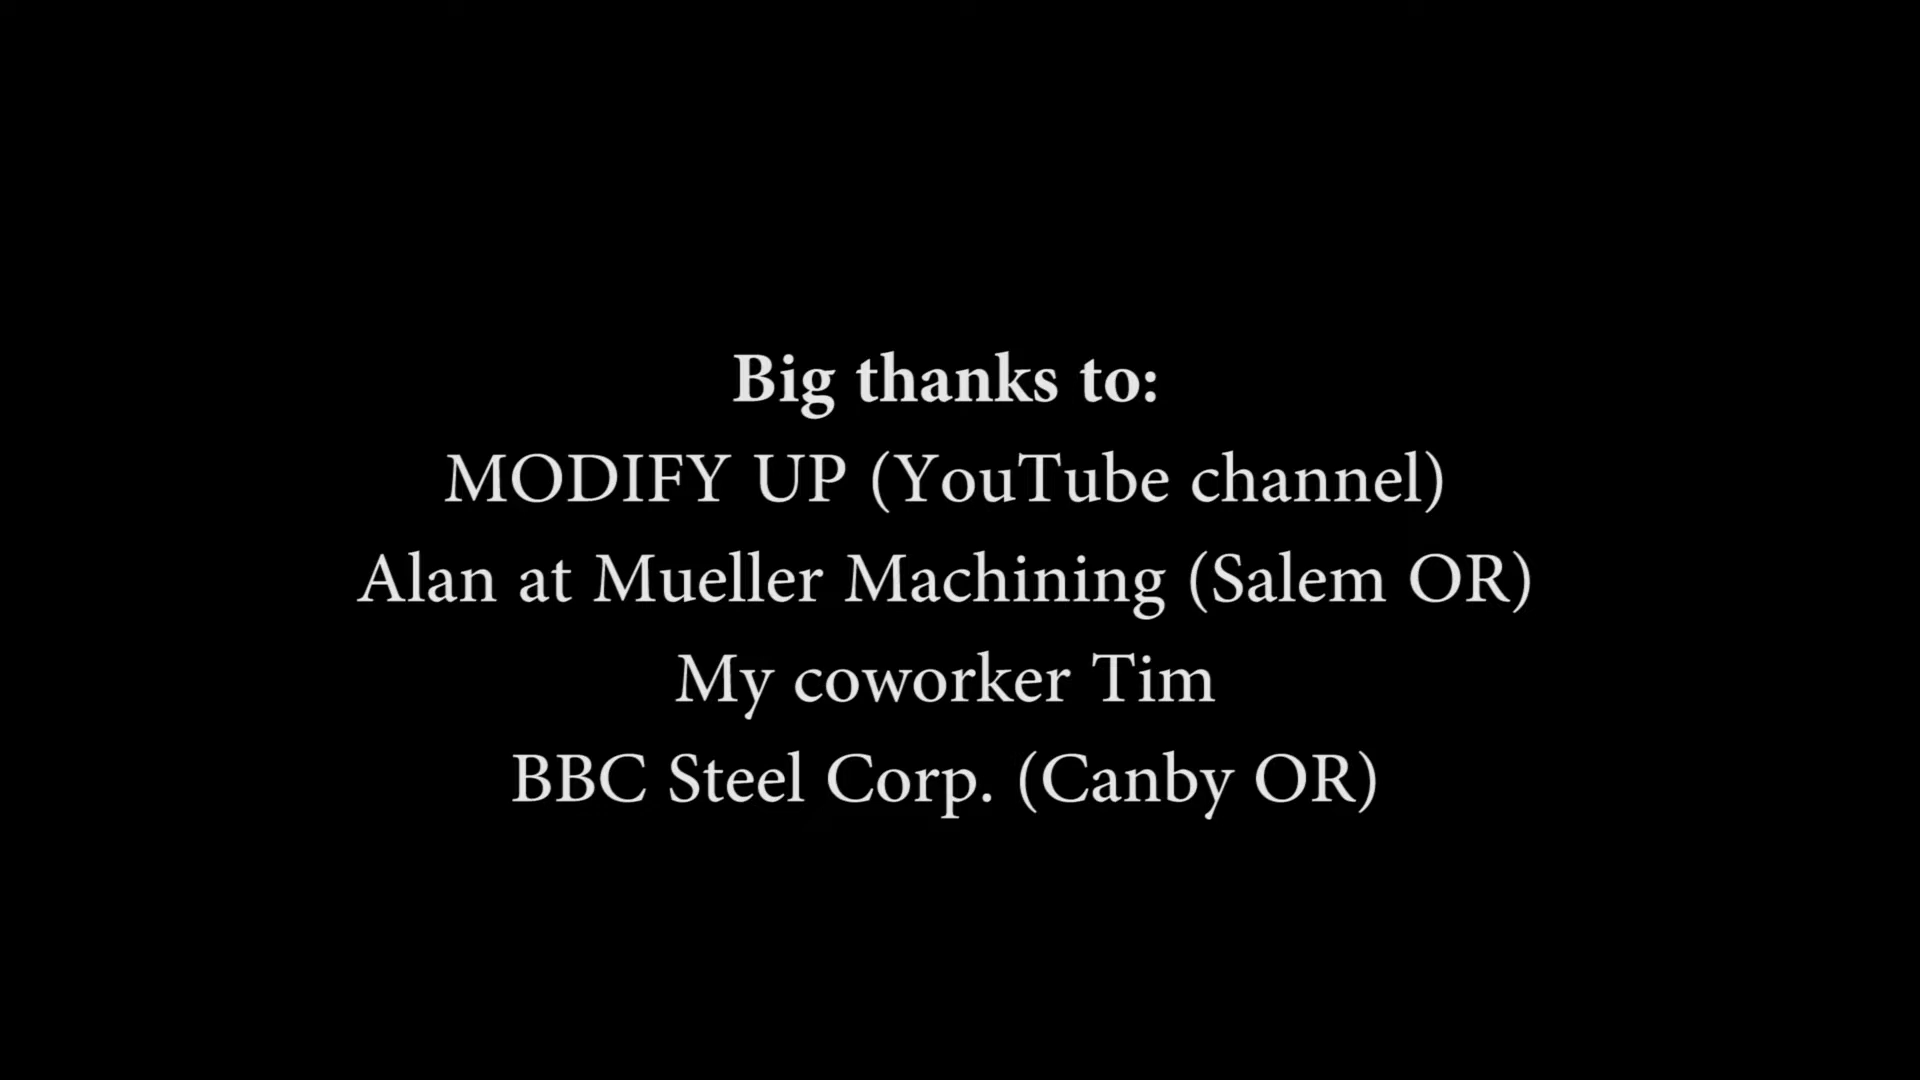 Big thanks to:
MODIFY UP (YouTube channel)
Alan at Mueller Machining (Salem OR)
My coworker Tim
BBC Steel Corp. (Canby OR)